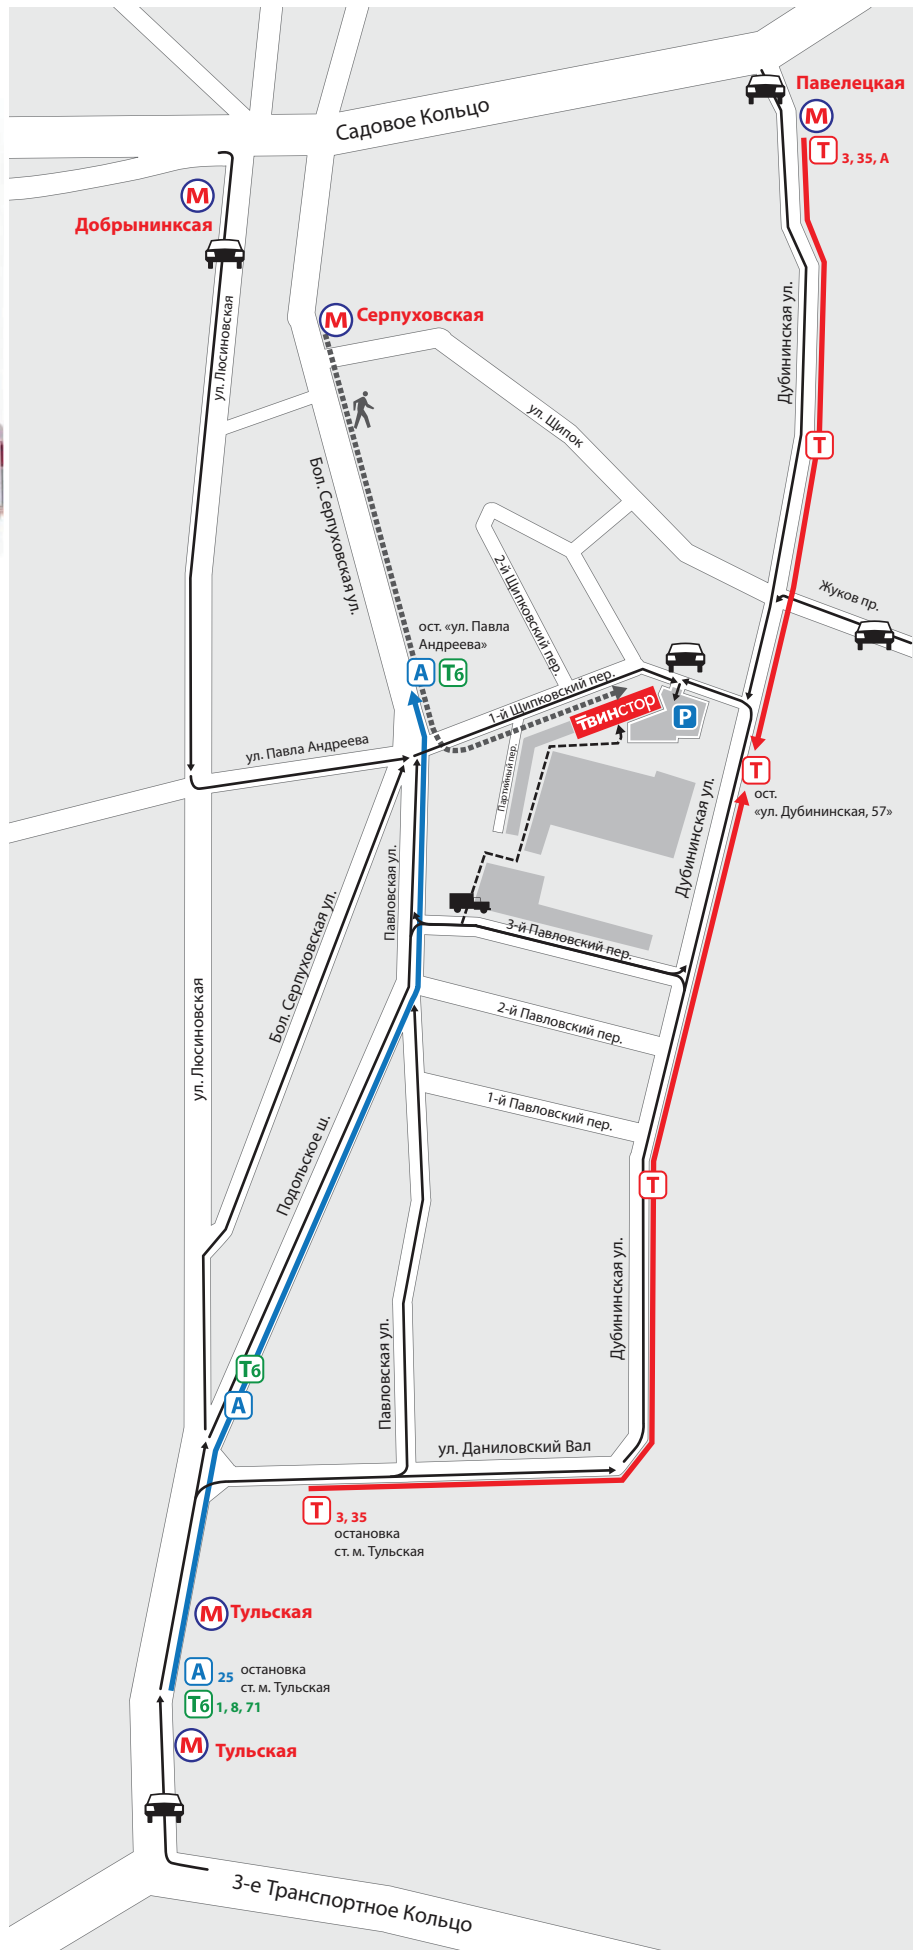 Павелецкая
М
Т 3, 35, А
Садовое Кольцо
М
Добрынинксая
М Серпуховская
ул. Люсиновская
Дубининская ул.
ул. Щипок
Т
Бол. Серпуховская ул.
2-й Щипковский пер.
Жуков пр.
ост. «ул. Павла
Андреева»
А Тб
1-й Щипковский пер.
ТВИНСТОР
Р
ул. Павла Андреева
Партийный пер.
Т
ост.
«ул. Дубининская, 57»
Дубининская ул.
Павловская ул.
Бол. Серпуховская ул.
3-й Павловский пер.
ул. Люсиновская
2-й Павловский пер.
1-й Павловский пер.
Подольское ш.
Т
Дубининская ул.
Павловская ул.
Тб
А
ул. Даниловский Вал
Т 3, 35
остановка
ст. м. Тульская
М Тульская
А 25 остановка
ст. м. Тульская
Тб 1, 8, 71
М Тульская
3-е Транспортное Кольцо